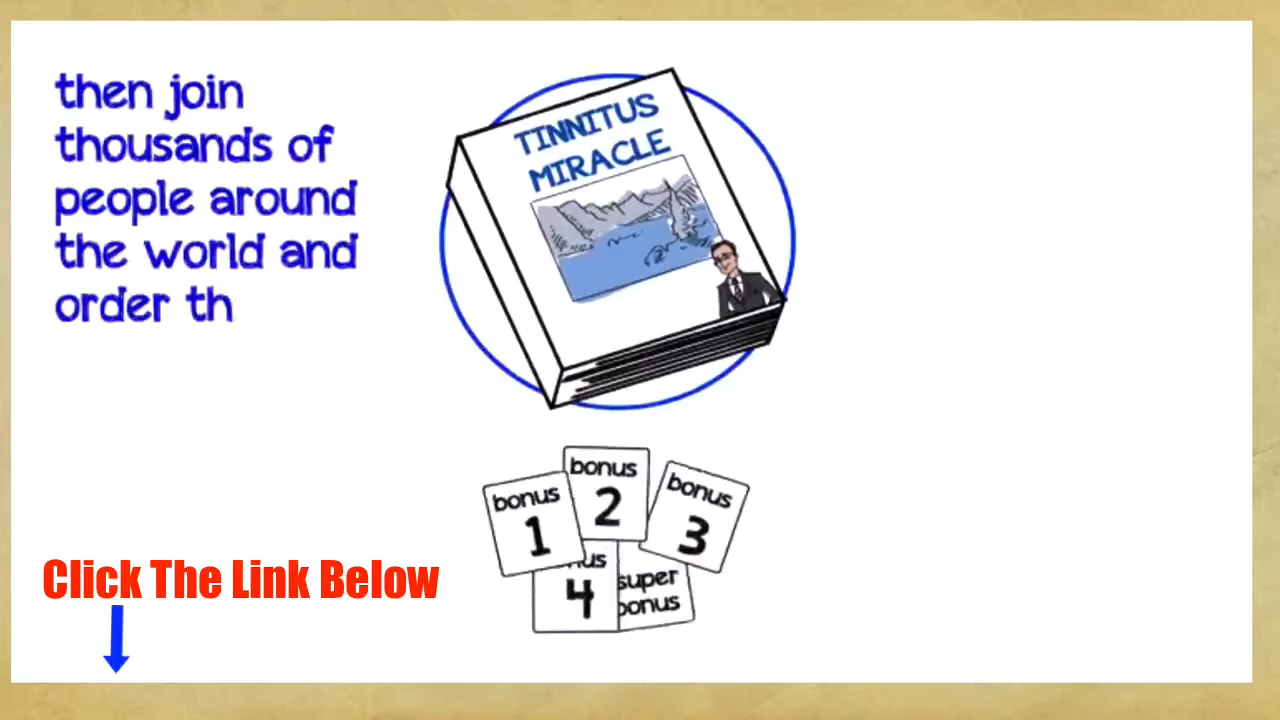 then join
thousands of
people around
the world and
order th
TINNITUS
MIRACLE
bonus
2
bonus
1
bonus
3
nus
4
super
bonus
Click The Link Below